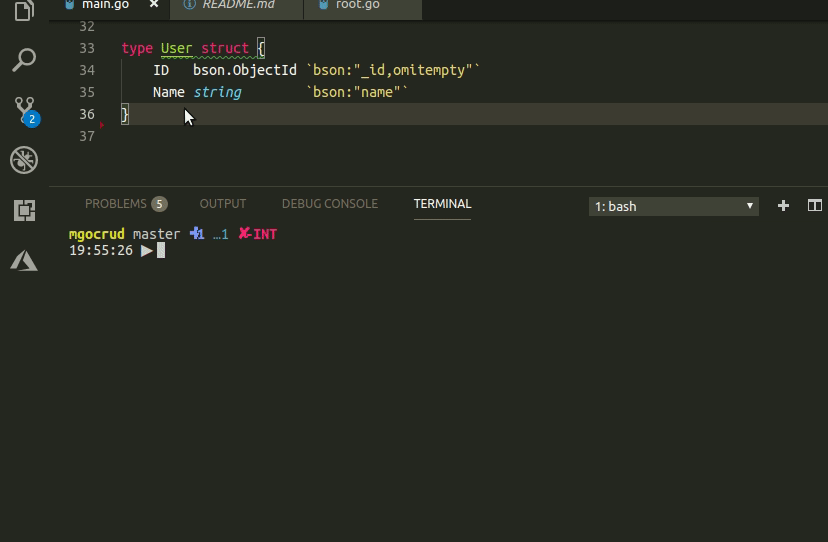 main.go × README.md root.go
32
33 type User struct {
34 ID bson.ObjectId `bson:"_id,omitempty"`
35 Name string `bson:"name"`
36 }
37
2
PROBLEMS 5 OUTPUT DEBUG CONSOLE TERMINAL 1: bash
mgocrud master ✚1 …1 ✘-INT
19:55:26 ▶